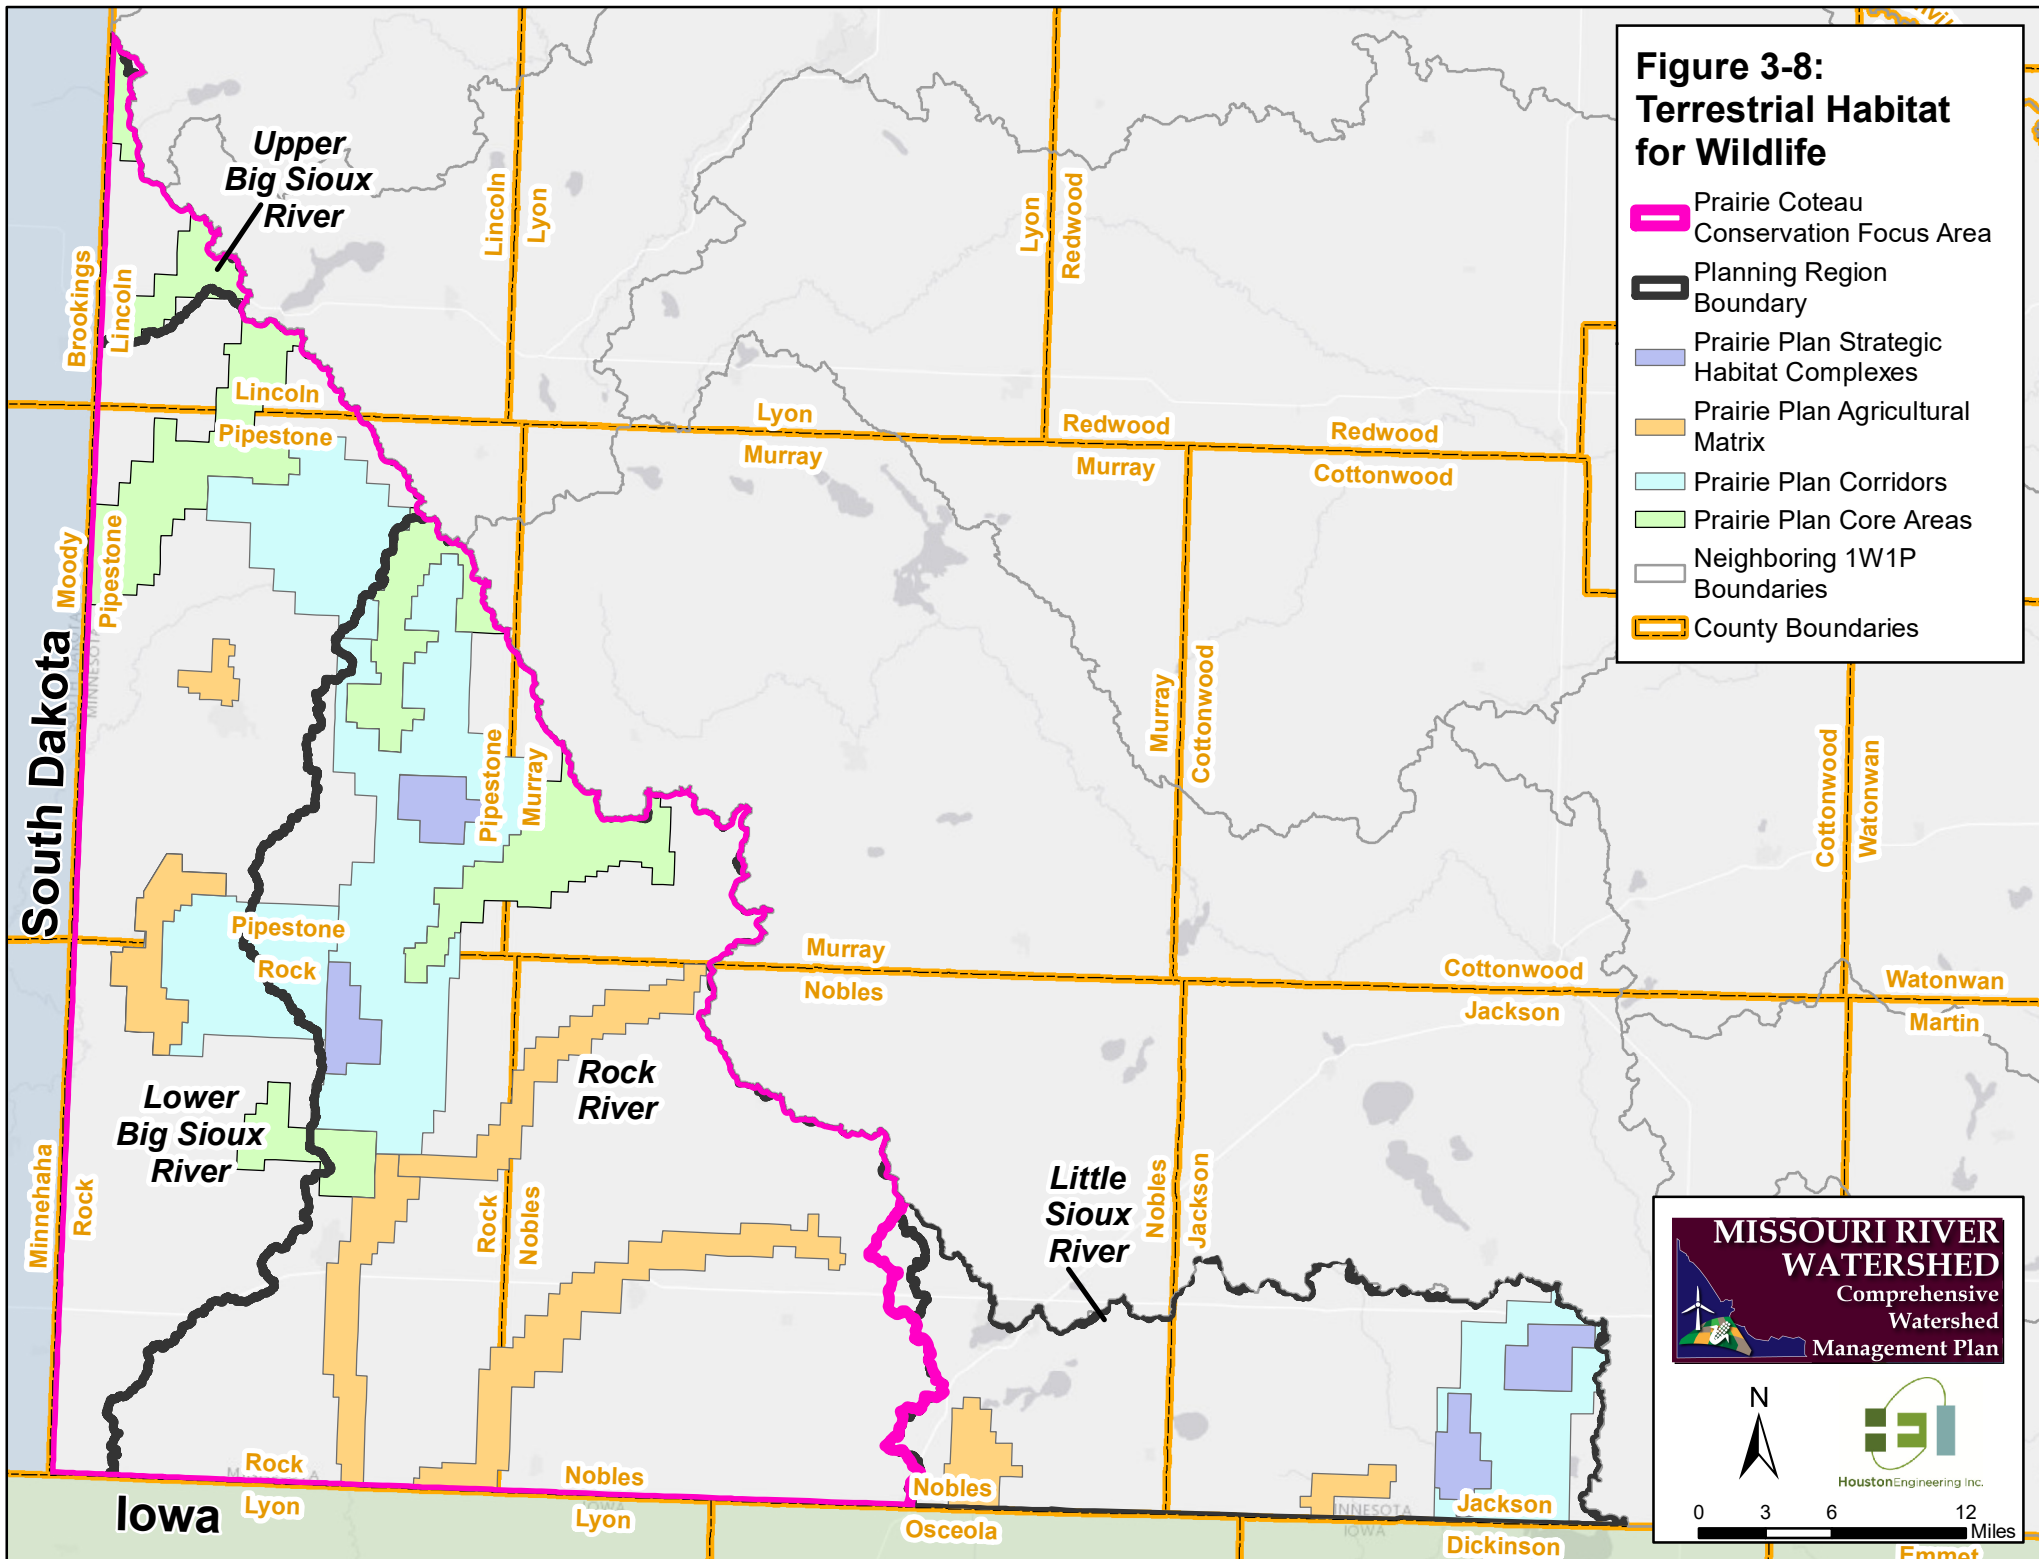 Figure 3-8:
Terrestrial Habitat
for Wildlife
Prairie Coteau
Conservation Focus Area
Planning Region
Boundary
Prairie Plan Strategic
Habitat Complexes
Prairie Plan Agricultural
Matrix
Prairie Plan Corridors
Prairie Plan Core Areas
Neighboring 1W1P
Boundaries
County Boundaries
Upper
Big Sioux
River
Brookings
Lincoln
Lincoln
Lyon
Lyon
Redwood
Lincoln
Pipestone
Lyon
Murray
Redwood
Murray
Redwood
Cottonwood
Moody
Pipestone
South Dakota
MINNESOTA
Pipestone
Murray
Murray
Cottonwood
Cottonwood
Watonwan
Pipestone
Rock
Murray
Nobles
Cottonwood
Jackson
Watonwan
Martin
Rock
River
Lower
Big Sioux
River
Minnehaha
Rock
Rock
Nobles
Little
Sioux
River
Nobles
Jackson
MISSOURI RIVER
WATERSHED
Comprehensive
Watershed
Management Plan
N
HoustonEngineering Inc.
0 3 6 12
Miles
Rock
Lyon
Nobles
IOWA
Lyon
Nobles
Osceola
IOWA
Jackson
Dickinson
Emmet
Iowa